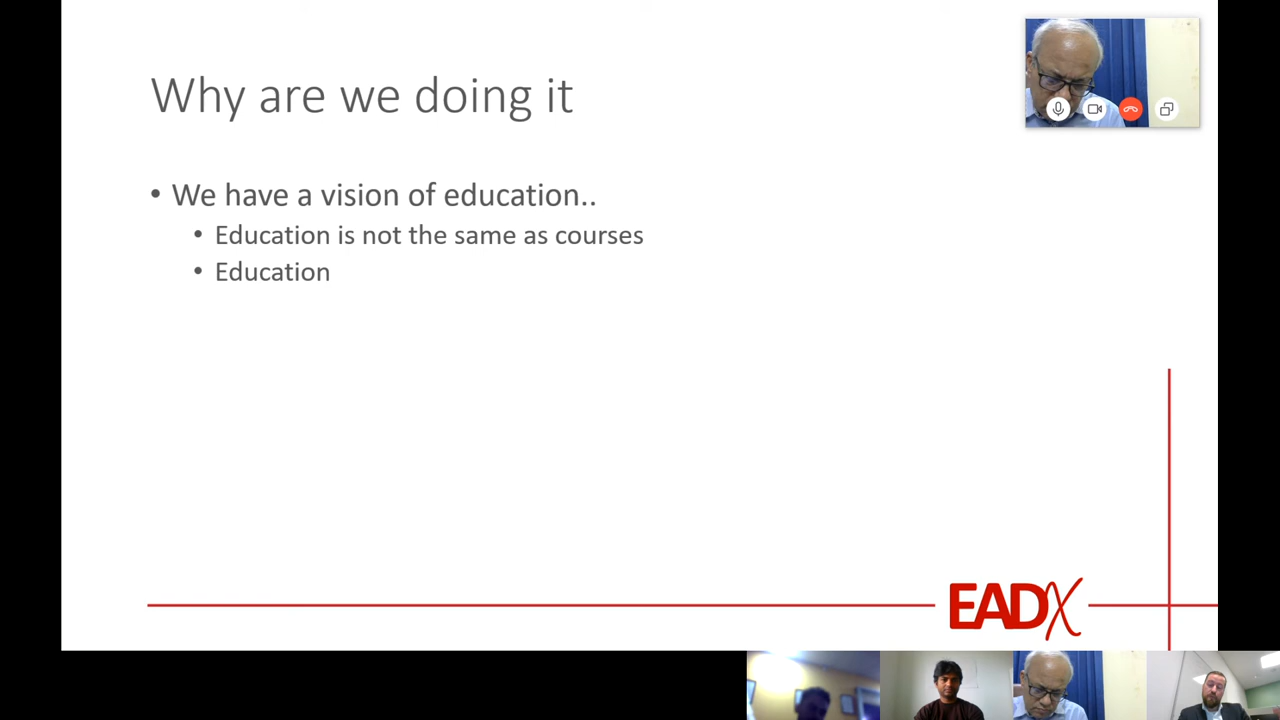 Why are we doing it
• We have a vision of education..
• Education is not the same as courses
• Education
EADX